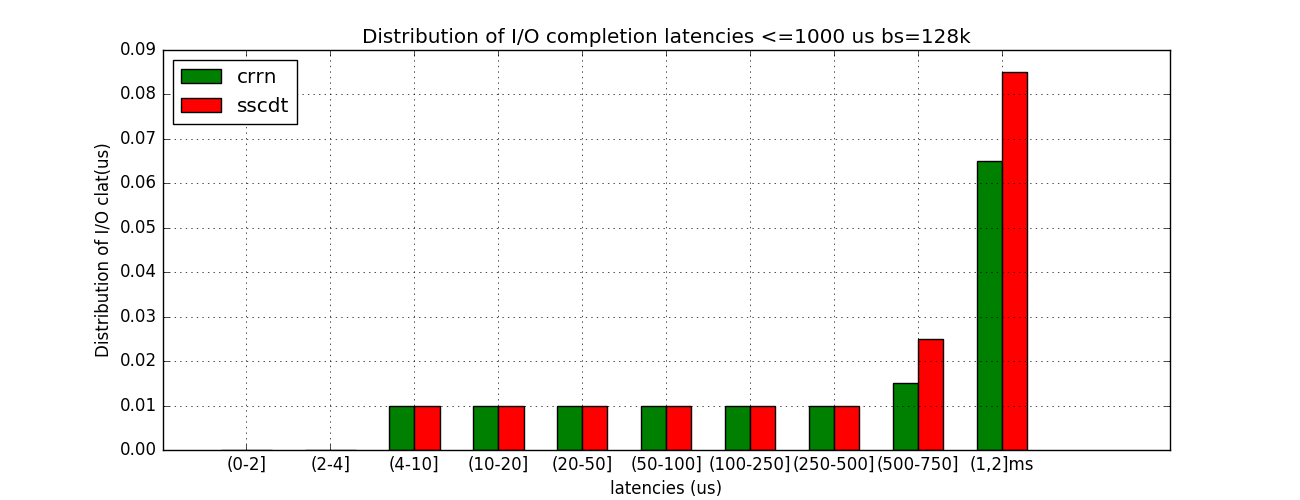 Distribution of I/O completion latencies <=1000 us bs=128k
crrn
sscdt
Distribution of I/O clat(us)
0.09
0.08
0.07
0.06
0.05
0.04
0.03
0.02
0.01
0.00
(0-2] (2-4] (4-10] (10-20] (20-50] (50-100] (100-250] (250-500] (500-750] (1,2]ms
latencies (us)